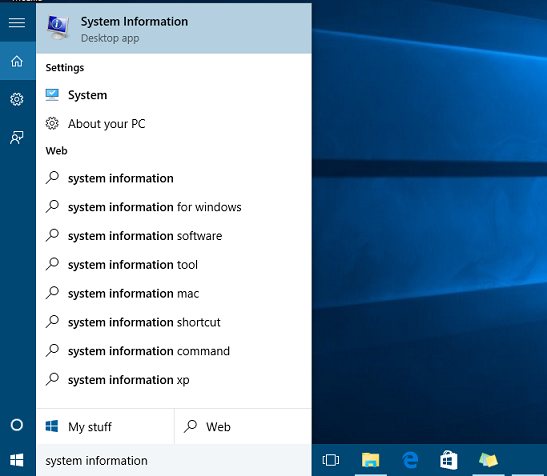 System Information
Desktop app
Settings
System
About your PC
Web
system information
system information for windows
system information software
system information tool
system information mac
system information shortcut
system information command
system information xp
My stuff
Web
system information